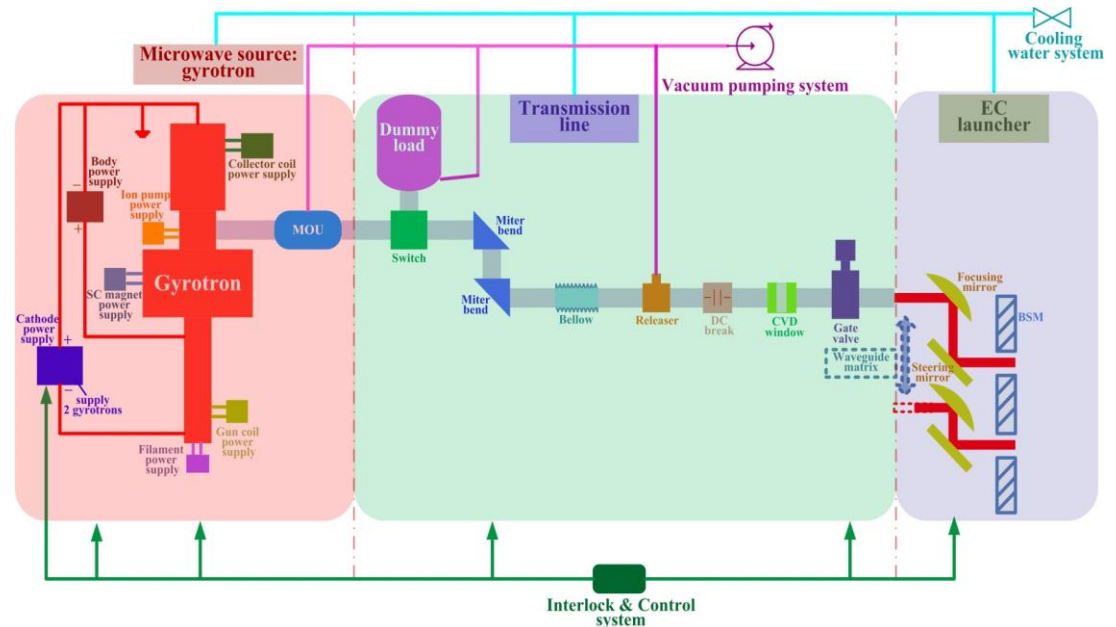 Microwave source:
gyrotron
Cooling
water system
Vacuum pumping system
Transmission
line
EC
launcher
Dummy
load
Collector coil
power supply
Body
power
supply
−
+
Ion pump
power
supply
MOU
Switch
Miter
bend
Miter
bend
Gyrotron
SC magnet
power
supply
Cathode
power
supply
+
−
supply
2 gyrotrons
Gun coil
power
supply
Filament
power
supply
Bellow
Releaser
DC
break
CVD
window
Gate
valve
Waveguide
matrix
Focusing
mirror
BSM
Steering
mirror
Interlock & Control
system